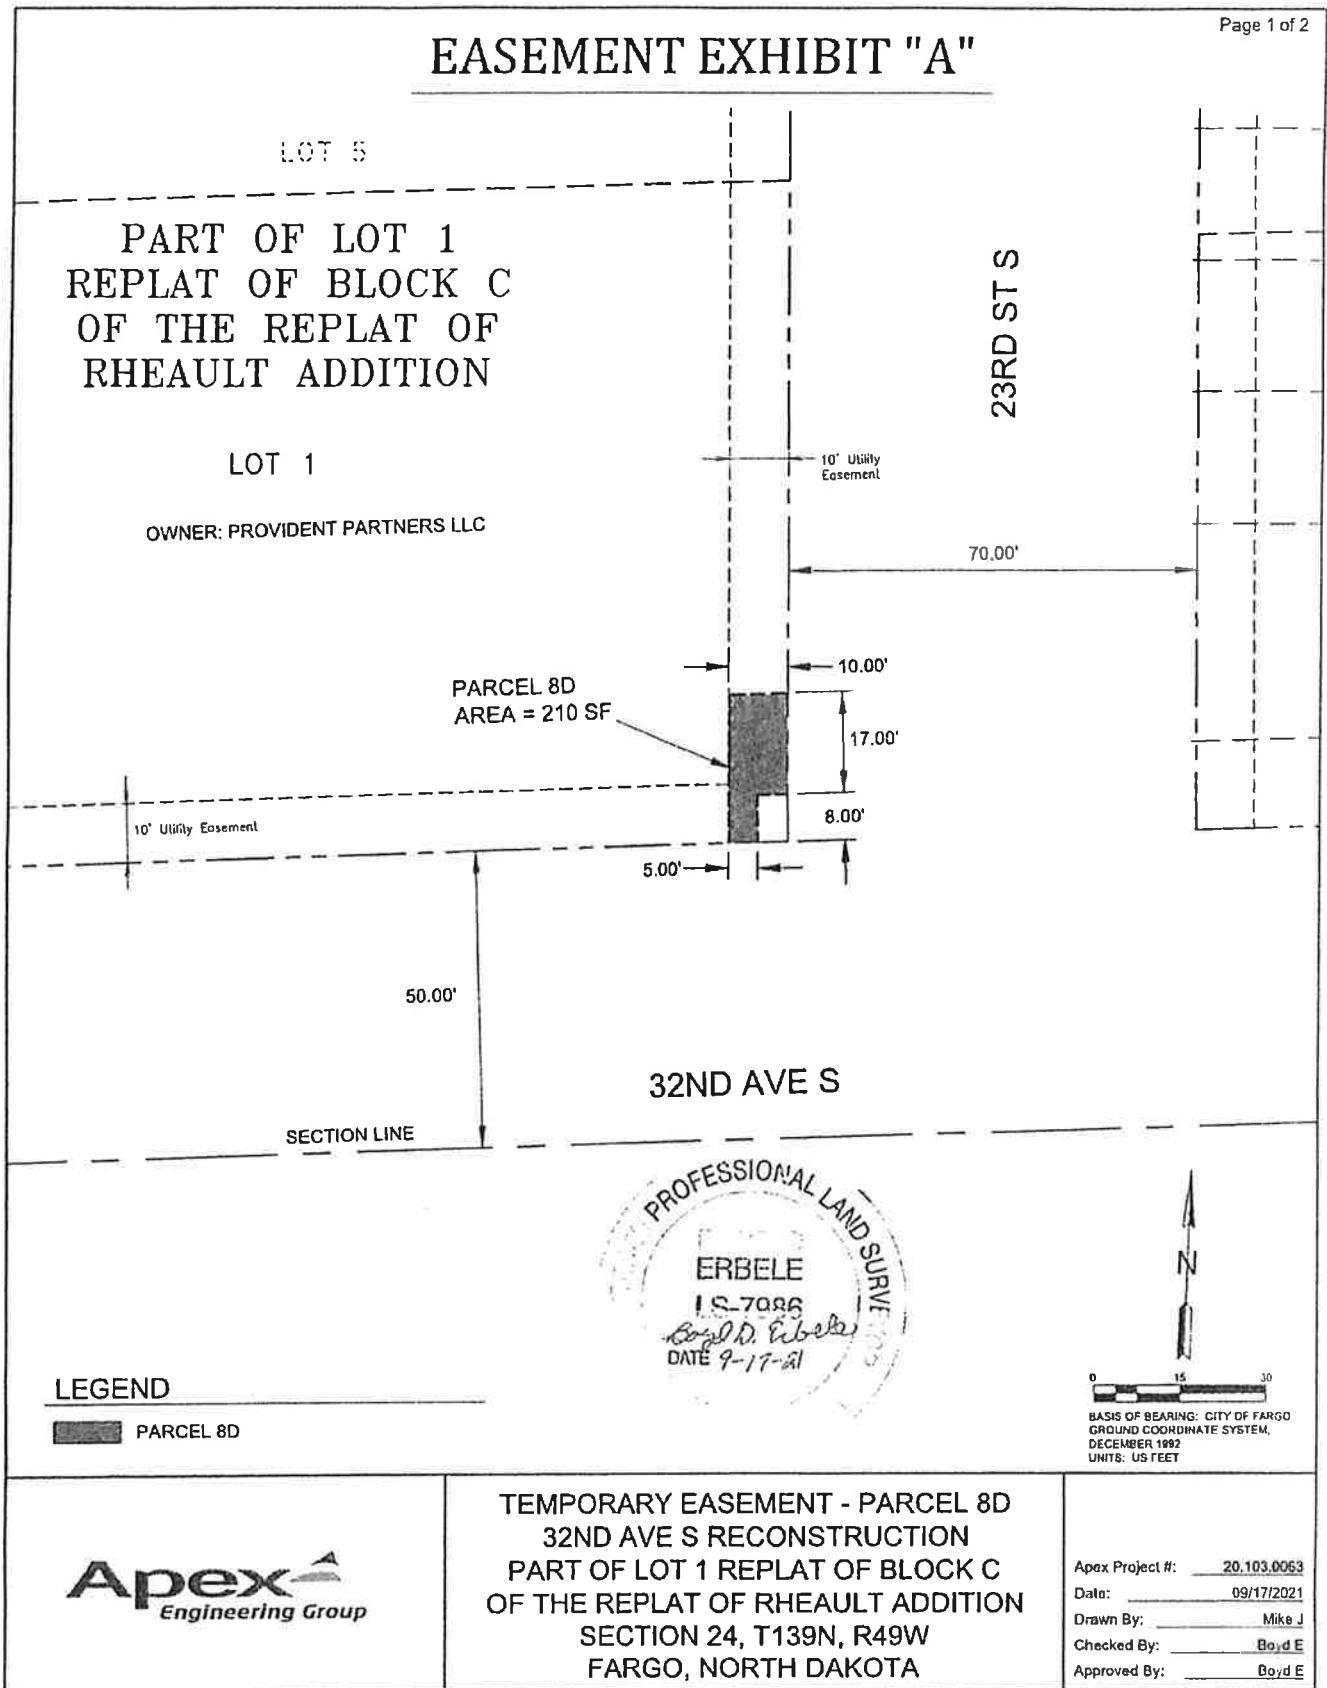 Page 1 of 2
EASEMENT EXHIBIT "A"
LOT 5
PART OF LOT 1
REPLAT OF BLOCK C
OF THE REPLAT OF
RHEAULT ADDITION
23RD ST S
LOT 1
10' Utility
Easement
OWNER: PROVIDENT PARTNERS LLC
70.00'
10.00'
PARCEL 8D
AREA = 210 SF
17.00'
8.00'
10' Utility Easement
5.00'
50.00'
32ND AVE S
SECTION LINE
PROFESSIONAL LAND SURVEYOR
ERBELE
LS-7986
Boyd D. Erbele
DATE 9-17-21
N
LEGEND
PARCEL 8D
0 15 30
BASIS OF BEARING: CITY OF FARGO
GROUND COORDINATE SYSTEM,
DECEMBER 1992
UNITS: US FEET
Apex
Engineering Group
TEMPORARY EASEMENT - PARCEL 8D
32ND AVE S RECONSTRUCTION
PART OF LOT 1 REPLAT OF BLOCK C
OF THE REPLAT OF RHEAULT ADDITION
SECTION 24, T139N, R49W
FARGO, NORTH DAKOTA
Apex Project #: 20.103.0063
Date: 09/17/2021
Drawn By: Mike J
Checked By: Boyd E
Approved By: Boyd E